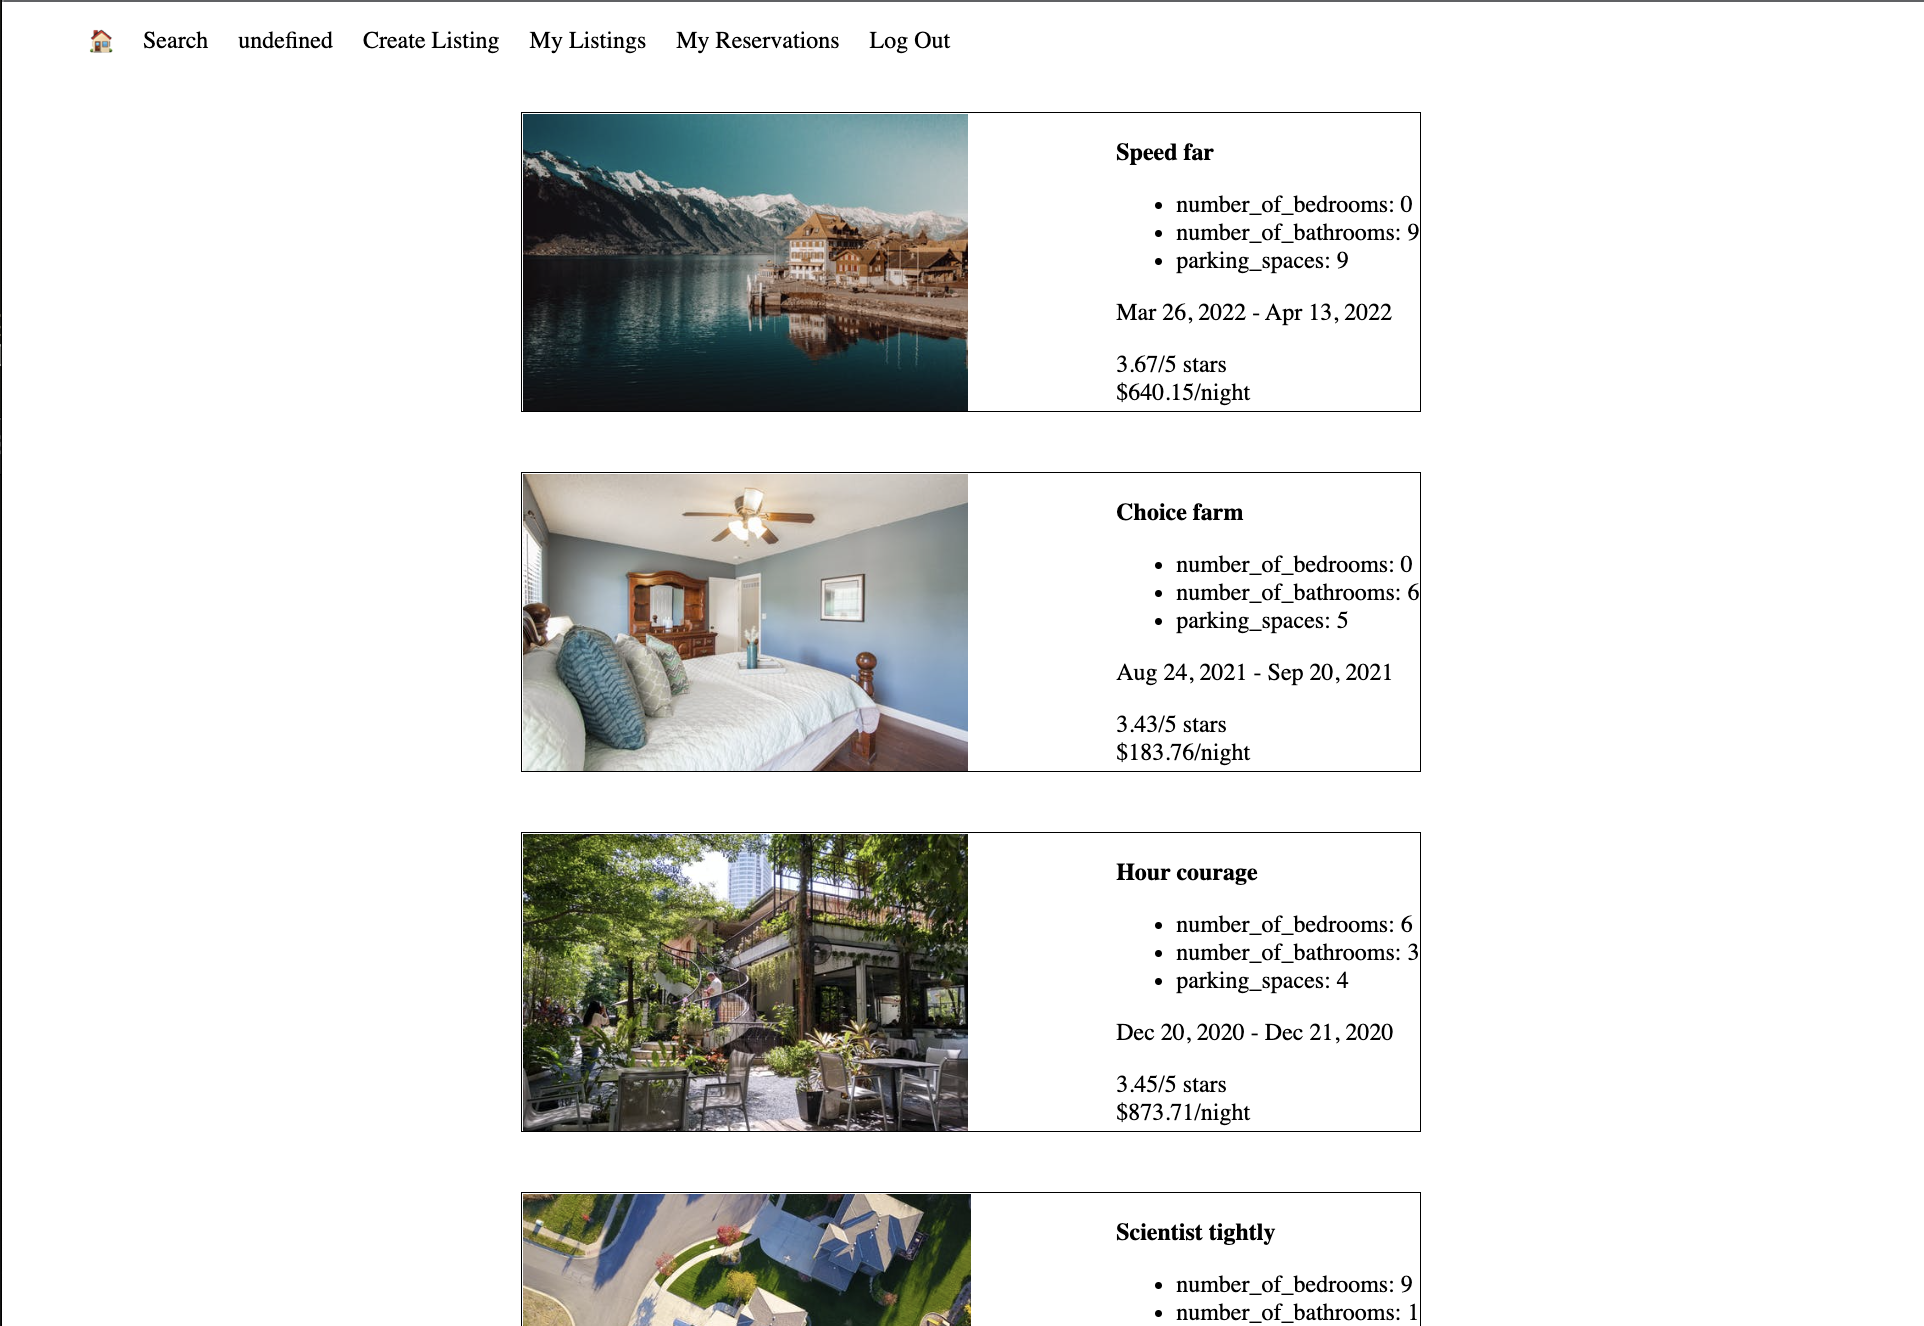 Search undefined Create Listing My Listings My Reservations Log Out
Speed far
number_of_bedrooms: 0
number_of_bathrooms: 9
parking_spaces: 9
Mar 26, 2022 - Apr 13, 2022
3.67/5 stars
$640.15/night
Choice farm
number_of_bedrooms: 0
number_of_bathrooms: 6
parking_spaces: 5
Aug 24, 2021 - Sep 20, 2021
3.43/5 stars
$183.76/night
Hour courage
number_of_bedrooms: 6
number_of_bathrooms: 3
parking_spaces: 4
Dec 20, 2020 - Dec 21, 2020
3.45/5 stars
$873.71/night
Scientist tightly
number_of_bedrooms: 9
number_of_bathrooms: 1